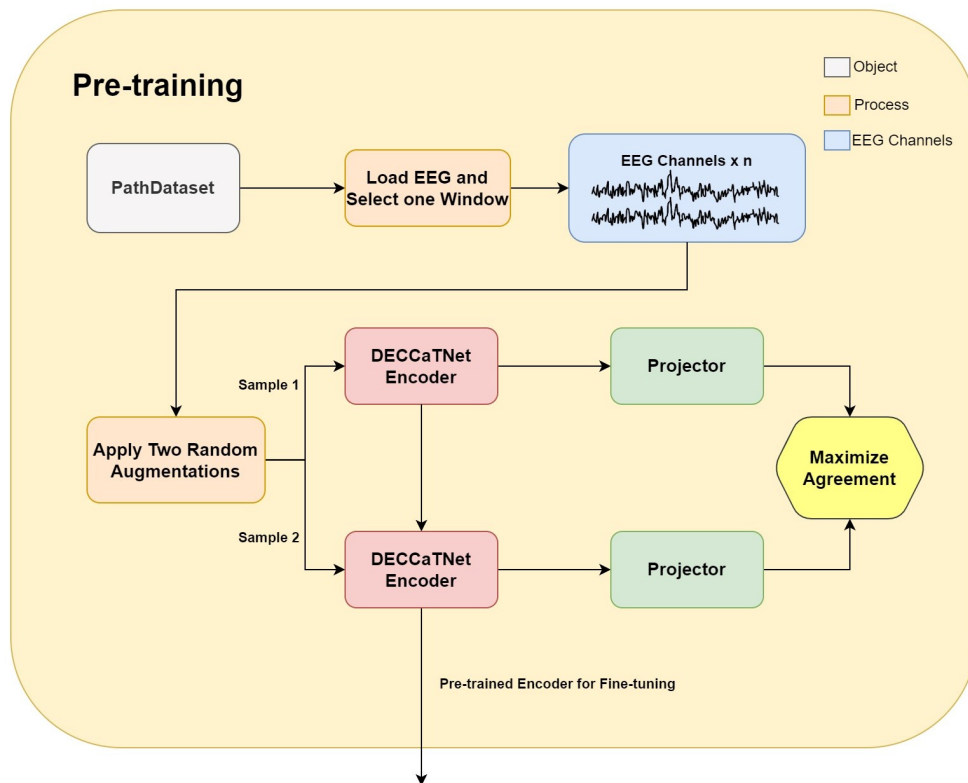 Pre-training
Object
Process
EEG Channels
PathDataset
Load EEG and
Select one Window
EEG Channels x n
Sample 1
DECCaTNet
Encoder
Projector
Apply Two Random
Augmentations
Maximize
Agreement
Sample 2
DECCaTNet
Encoder
Projector
Pre-trained Encoder for Fine-tuning